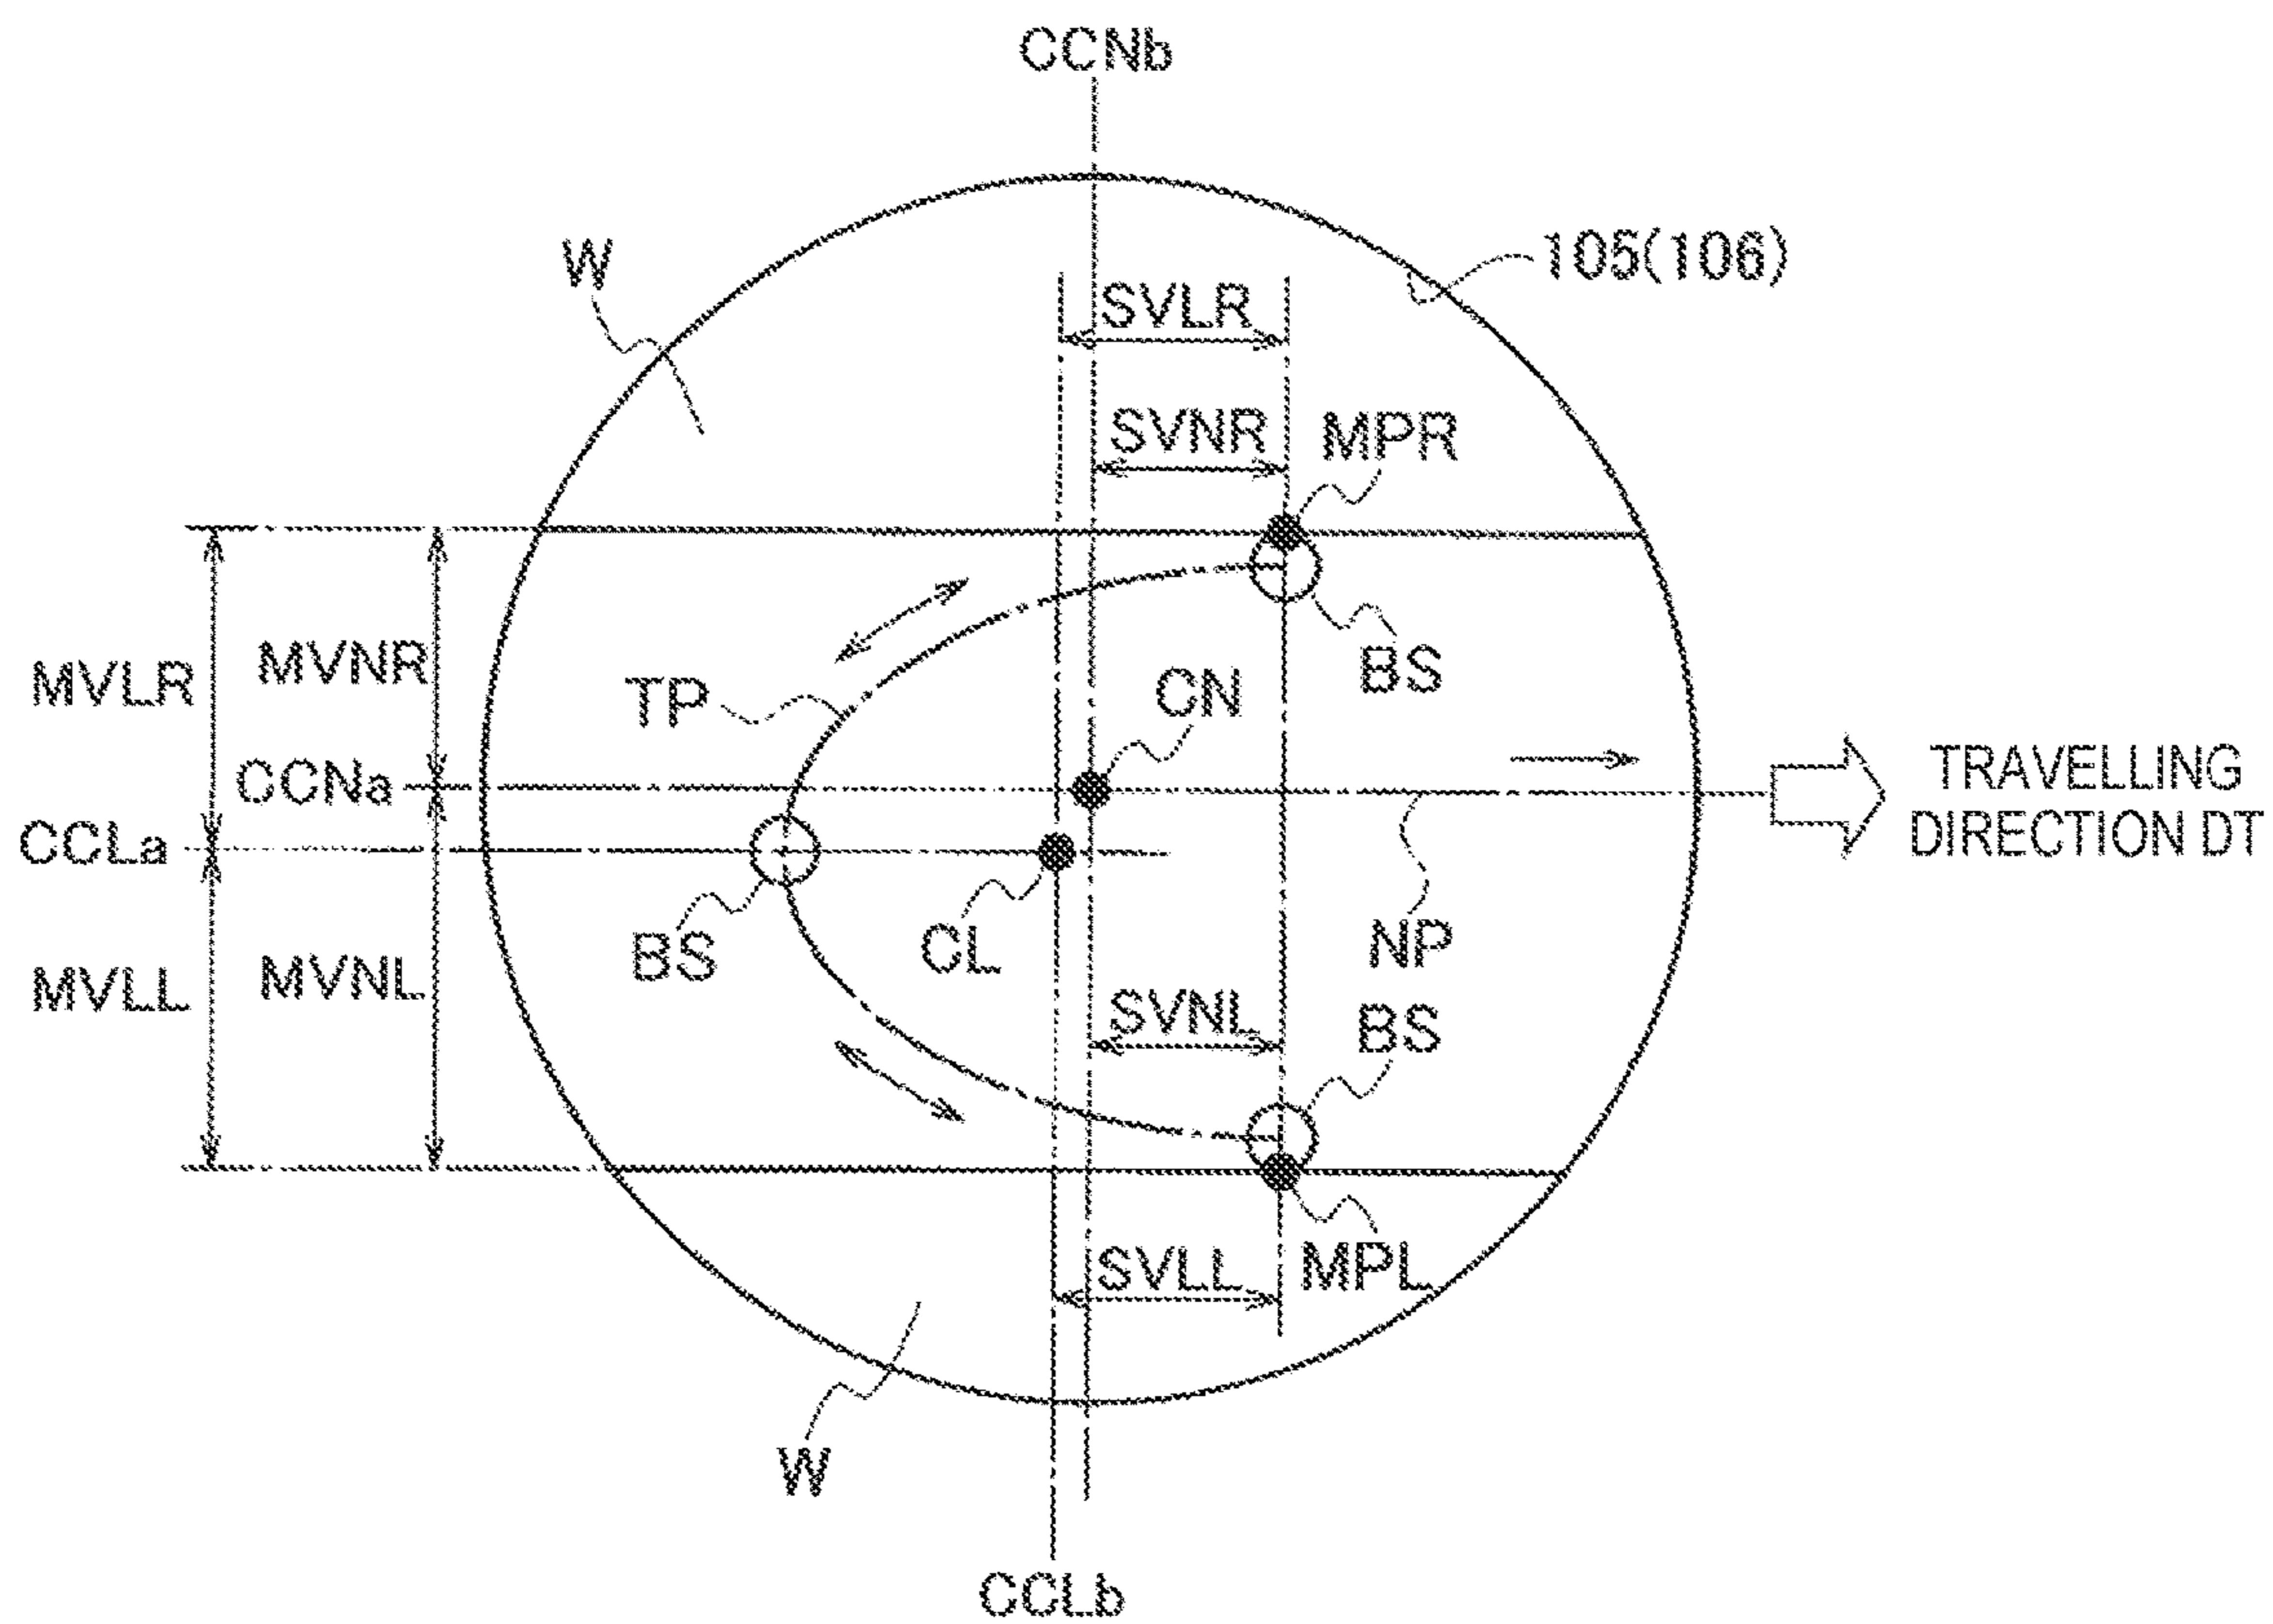 CCNb
W
105(106)
SVLR
SVNR
MPR
MVLR
MVNR
BS
TP
CN
CCNa
TRAVELLING
DIRECTION DT
CCLa
BS
CL
NP
MVLL
MVNL
SVNL
BS
SVLL
MPL
W
CCLb